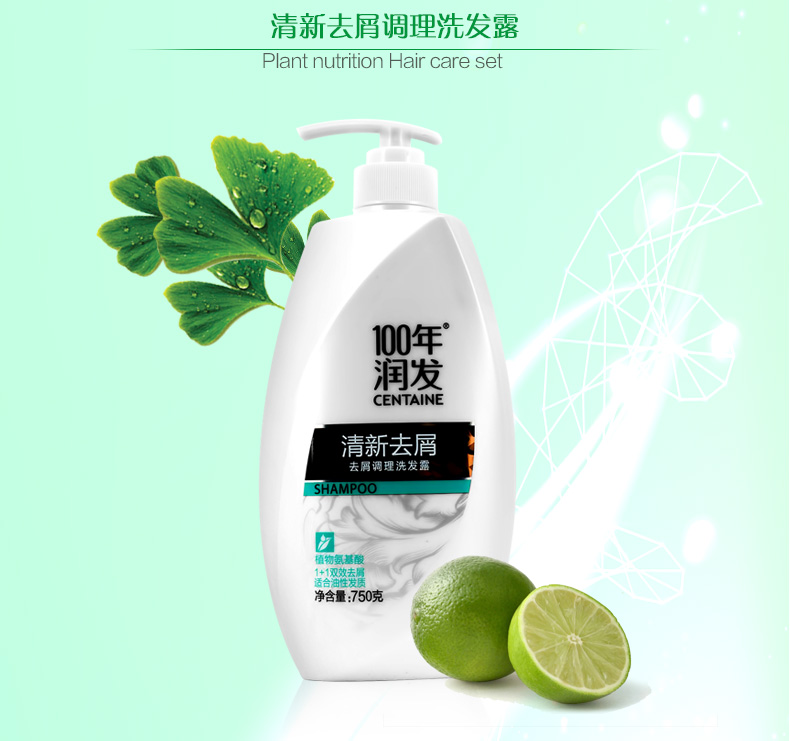 清新去屑调理洗发露
Plant nutrition Hair care set
100年®
润发
CENTAINE
清新去屑
去屑调理洗发露
SHAMPOO
植物氨基酸
1+1双效去屑
适合油性发质
净含量:750克